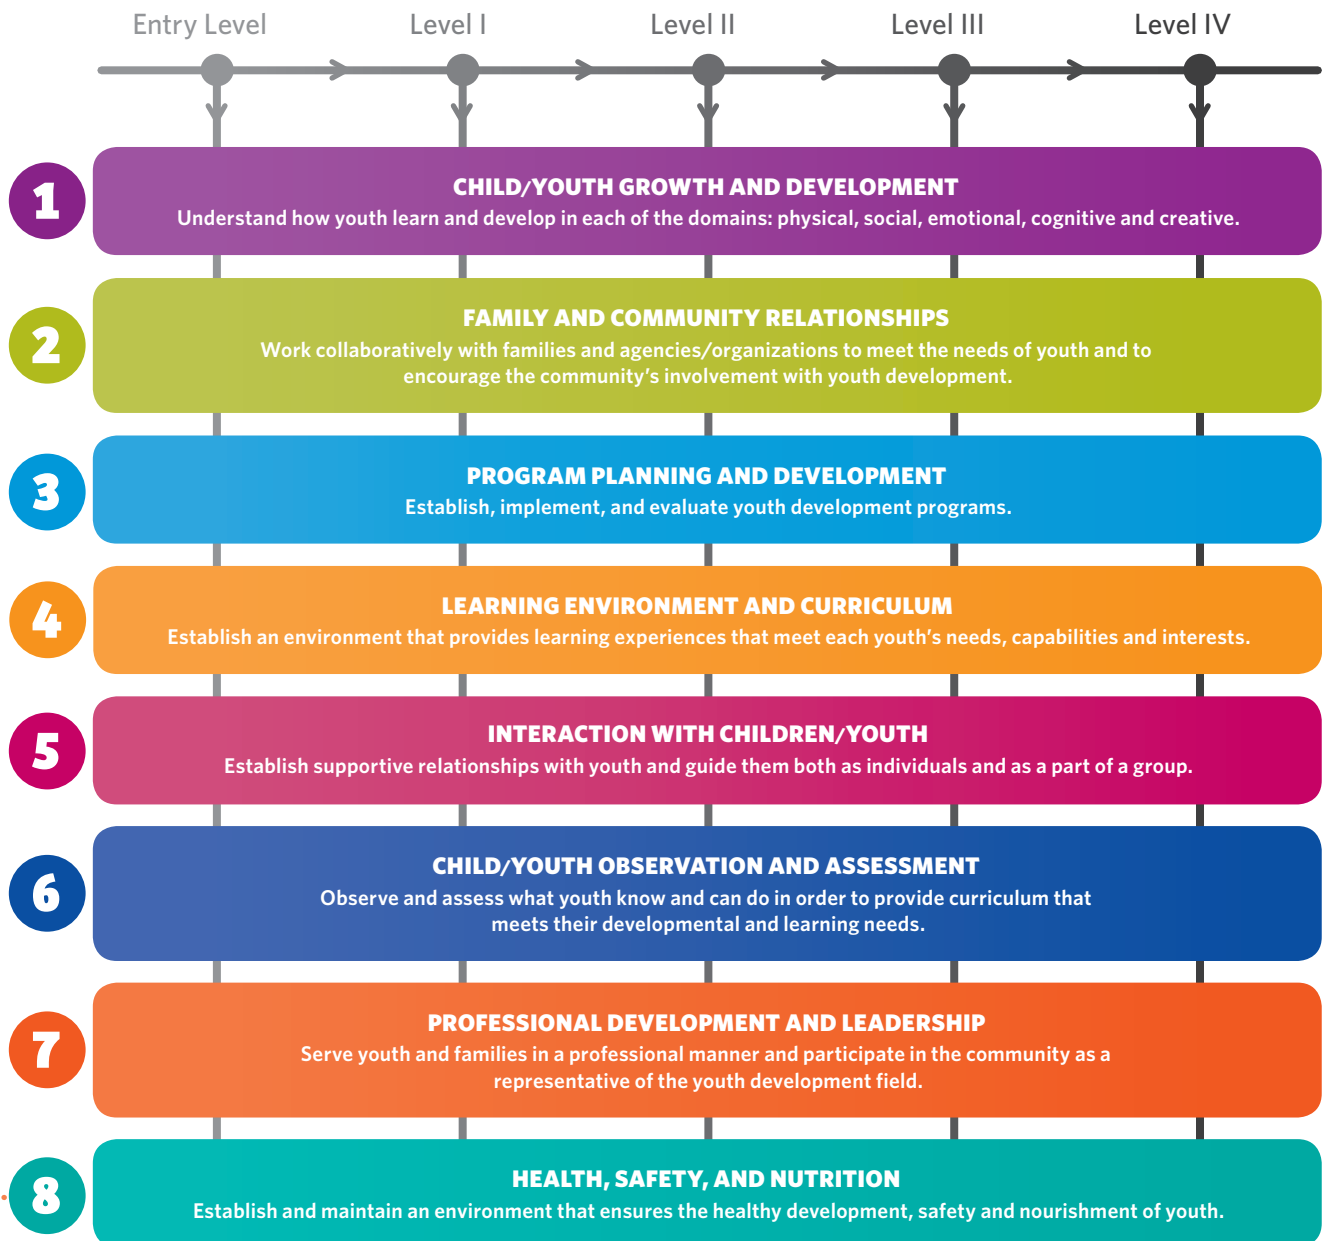 Entry Level Level I Level II Level III Level IV
1
CHILD/YOUTH GROWTH AND DEVELOPMENT
Understand how youth learn and develop in each of the domains: physical, social, emotional, cognitive and creative.
2
FAMILY AND COMMUNITY RELATIONSHIPS
Work collaboratively with families and agencies/organizations to meet the needs of youth and to
encourage the community’s involvement with youth development.
3
PROGRAM PLANNING AND DEVELOPMENT
Establish, implement, and evaluate youth development programs.
4
LEARNING ENVIRONMENT AND CURRICULUM
Establish an environment that provides learning experiences that meet each youth’s needs, capabilities and interests.
5
INTERACTION WITH CHILDREN/YOUTH
Establish supportive relationships with youth and guide them both as individuals and as a part of a group.
6
CHILD/YOUTH OBSERVATION AND ASSESSMENT
Observe and assess what youth know and can do in order to provide curriculum that
meets their developmental and learning needs.
7
PROFESSIONAL DEVELOPMENT AND LEADERSHIP
Serve youth and families in a professional manner and participate in the community as a
representative of the youth development field.
8
HEALTH, SAFETY, AND NUTRITION
Establish and maintain an environment that ensures the healthy development, safety and nourishment of youth.